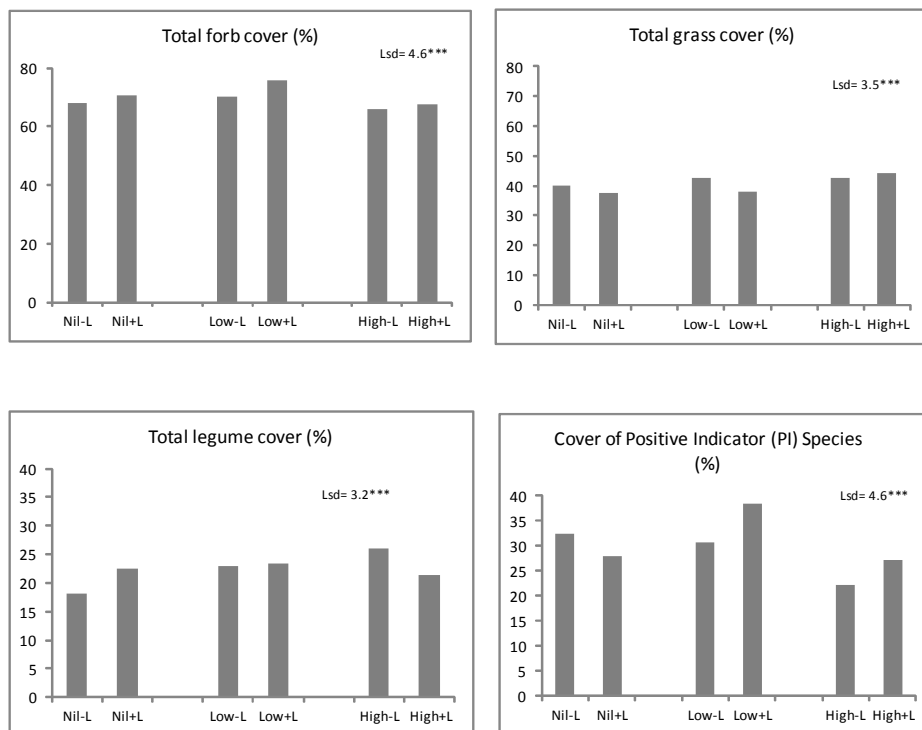 Total forb cover (%)
Lsd= 4.6***
80
60
40
20
0
Nil-L Nil+L Low-L Low+L High-L High+L
Total grass cover (%)
Lsd= 3.5***
80
70
60
50
40
30
20
10
0
Nil-L Nil+L Low-L Low+L High-L High+L
Total legume cover (%)
Lsd= 3.2***
40
35
30
25
20
15
10
5
0
Nil-L Nil+L Low-L Low+L High-L High+L
Cover of Positive Indicator (PI) Species
(%)
Lsd= 4.6***
40
35
30
25
20
15
10
5
0
Nil-L Nil+L Low-L Low+L High-L High+L